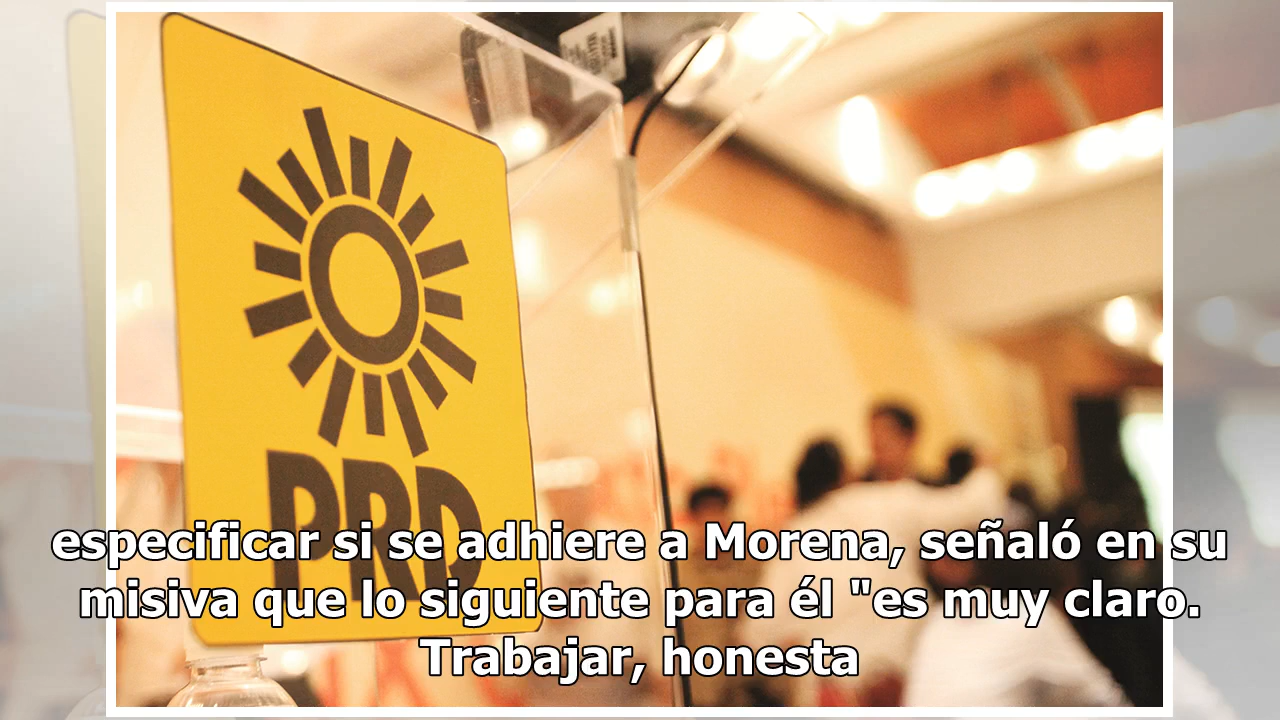 PRD
especificar si se adhiere a Morena, señaló en su
misiva que lo siguiente para él "es muy claro.
Trabajar, honesta